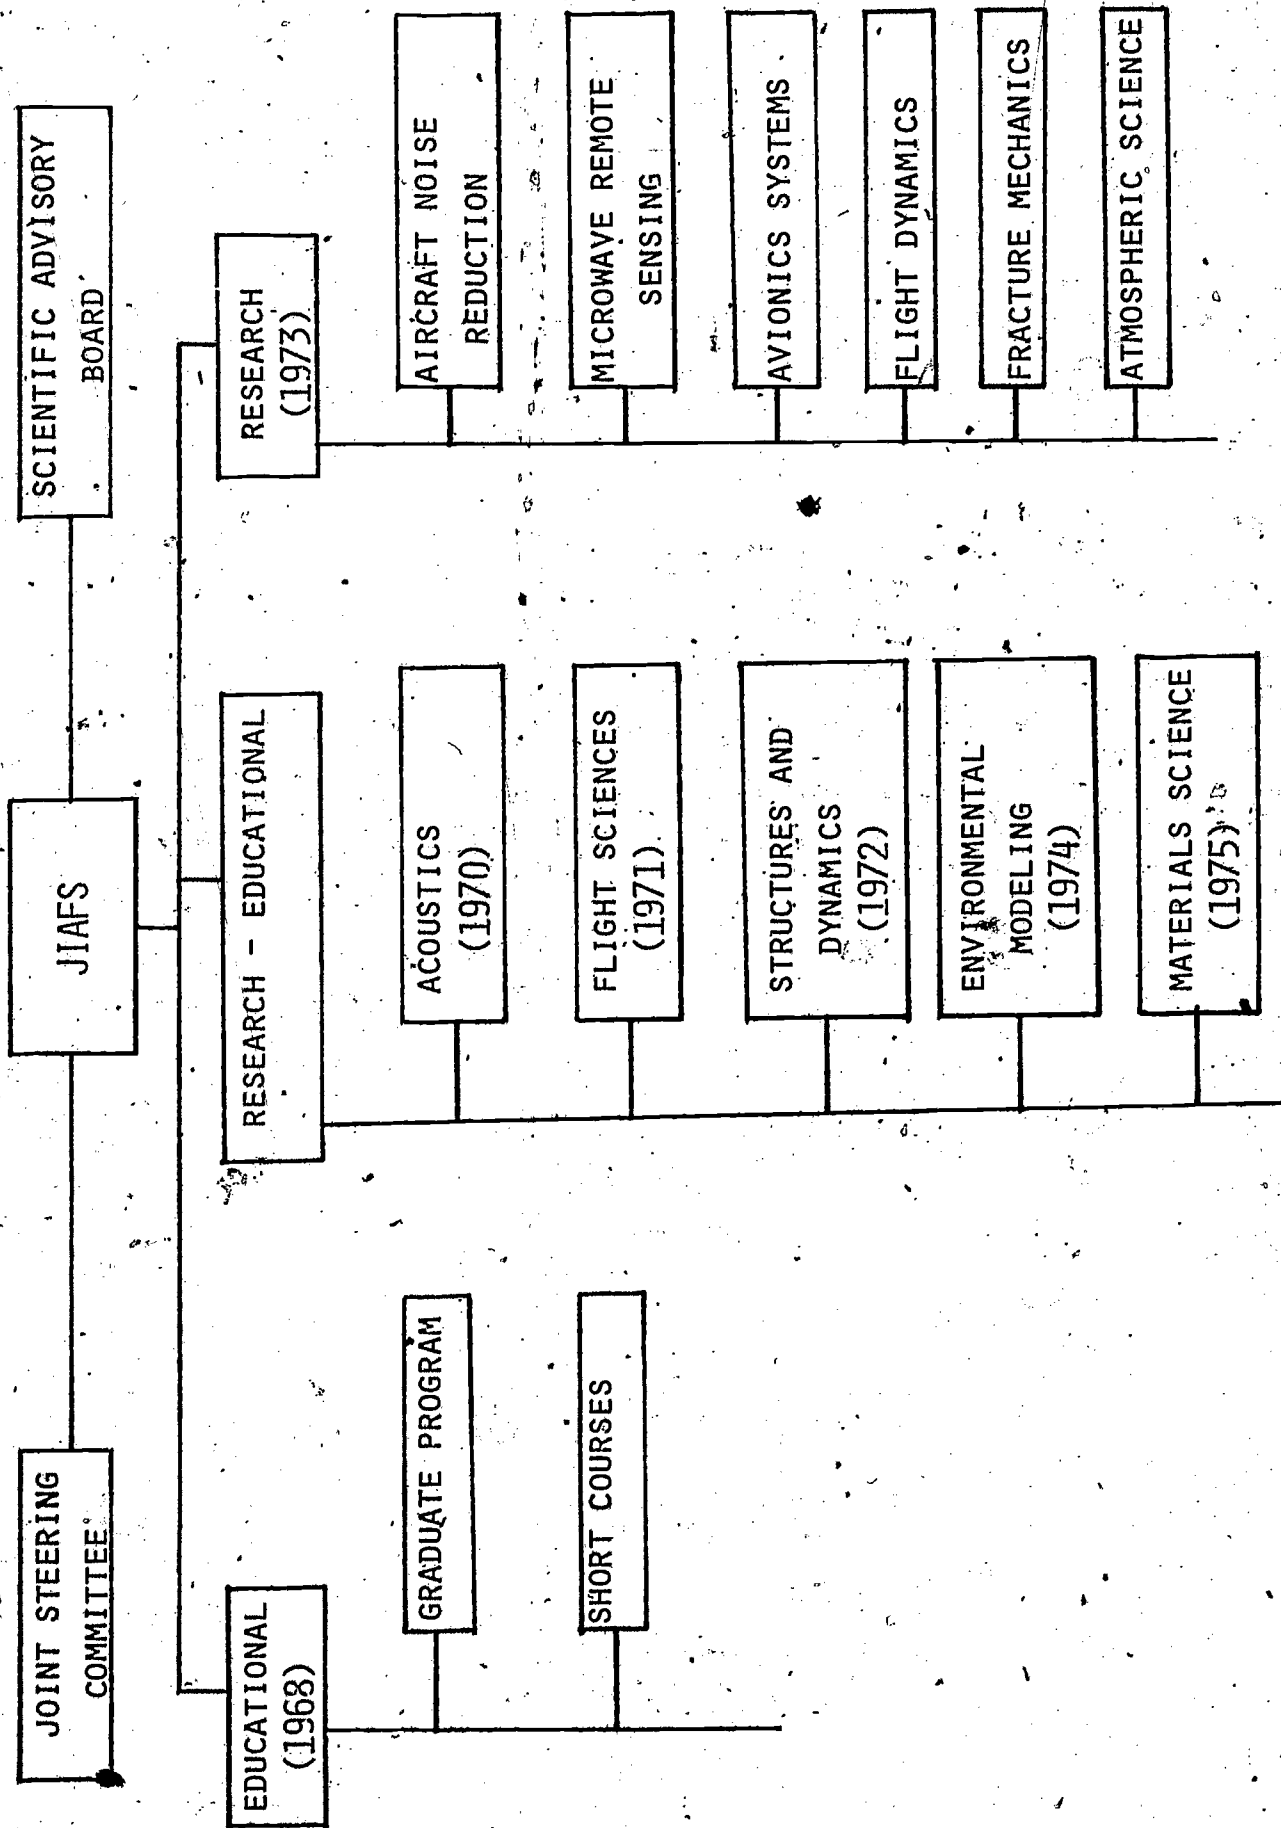 JOINT STEERING
COMMITTEE
JIAFS
SCIENTIFIC ADVISORY
BOARD
EDUCATIONAL
(1968)
GRADUATE PROGRAM
SHORT COURSES
RESEARCH - EDUCATIONAL
ACOUSTICS
(1970)
FLIGHT SCIENCES
(1971)
STRUCTURES AND
DYNAMICS
(1972)
ENVIRONMENTAL
MODELING
(1974)
MATERIALS SCIENCE
(1975)
RESEARCH
(1973)
AIRCRAFT NOISE
REDUCTION
MICROWAVE REMOTE
SENSING
AVIONICS SYSTEMS
FLIGHT DYNAMICS
FRACTURE MECHANICS
ATMOSPHERIC SCIENCE